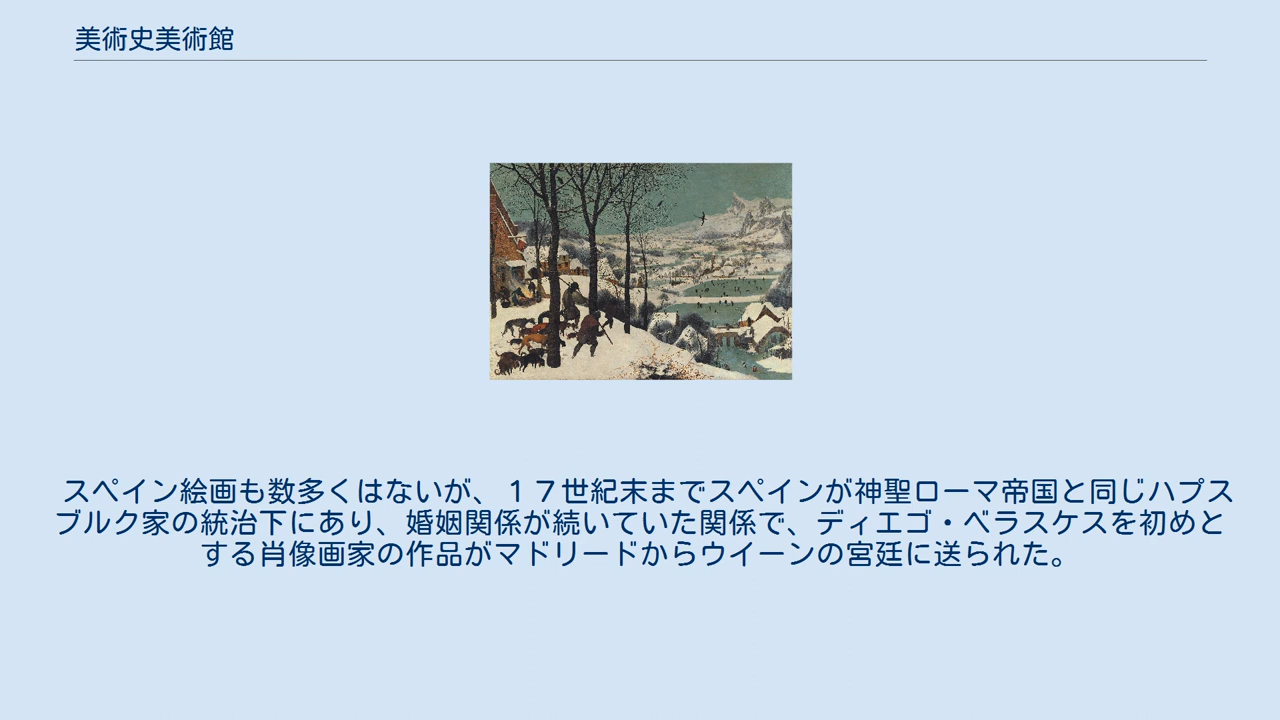 美術史美術館
スペイン絵画も数多くはないが、１７世紀末までスペインが神聖ローマ帝国と同じハプス
ブルク家の統治下にあり、婚姻関係が続いていた関係で、ディエゴ・ベラスケスを初めと
する肖像画家の作品がマドリードからウイーンの宮廷に送られた。